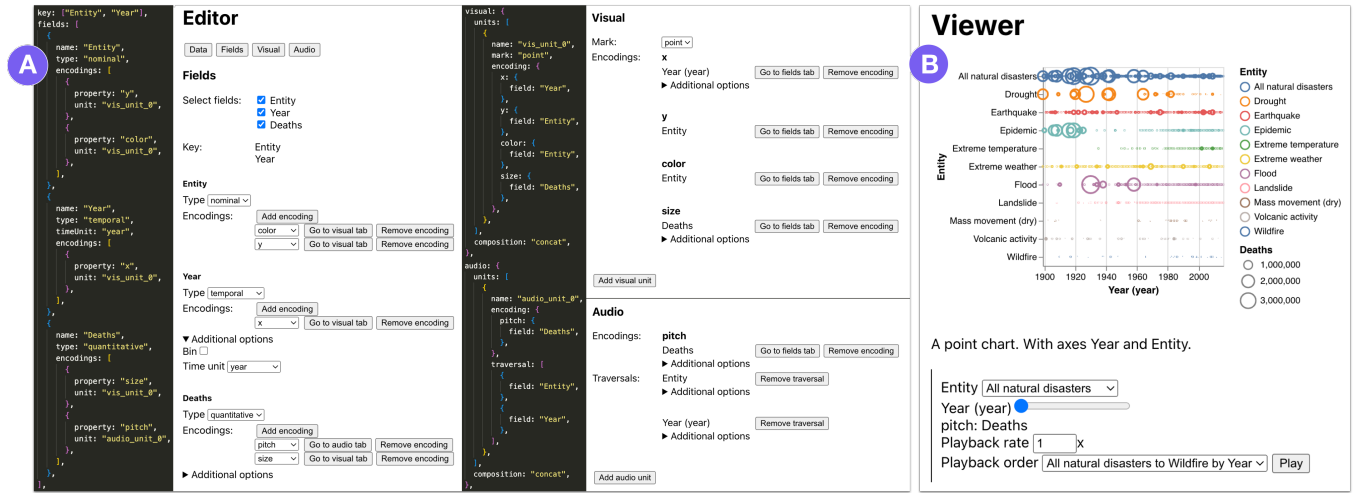 A
key: ["Entity", "Year"],
fields: [
{
name: "Entity",
type: "nominal",
encodings: [
{
property: "y",
unit: "vis_unit_0",
},
{
property: "color",
unit: "vis_unit_0",
},
],
},
{
name: "Year",
type: "temporal",
timeUnit: "year",
encodings: [
{
property: "x",
unit: "vis_unit_0",
},
],
},
{
name: "Deaths",
type: "quantitative",
encodings: [
{
property: "size",
unit: "vis_unit_0",
},
{
property: "pitch",
unit: "audio_unit_0",
},
],
},
],
Editor
Data Fields Visual Audio
Fields
Select fields: Entity
Year
Deaths
Key: Entity
Year
Entity
Type nominal
Encodings: Add encoding
color Go to visual tab Remove encoding
y Go to visual tab Remove encoding
Year
Type temporal
Encodings: Add encoding
x Go to visual tab Remove encoding
▼ Additional options
Bin
Time unit year
Deaths
Type quantitative
Encodings: Add encoding
pitch Go to audio tab Remove encoding
size Go to visual tab Remove encoding
▶ Additional options
visual: {
units: [
{
name: "vis_unit_0",
mark: "point",
encoding: {
x: {
field: "Year",
},
y: {
field: "Entity",
},
color: {
field: "Entity",
},
size: {
field: "Deaths",
},
},
},
],
composition: "concat",
},
audio: {
units: [
{
name: "audio_unit_0",
encoding: {
pitch: {
field: "Deaths",
},
},
traversal: [
{
field: "Entity",
},
{
field: "Year",
},
],
},
],
composition: "concat",
},
Visual
Mark: point
Encodings: x
Year (year) Go to fields tab Remove encoding
▶ Additional options
y
Entity Go to fields tab Remove encoding
color
Entity Go to fields tab Remove encoding
size
Deaths Go to fields tab Remove encoding
▶ Additional options
Add visual unit
Audio
Encodings: pitch
Deaths Go to fields tab Remove encoding
▶ Additional options
Traversals: Entity Remove traversal
▶ Additional options
Year (year) Remove traversal
▶ Additional options
Add audio unit
B
Viewer
Entity
All natural disasters
Drought
Earthquake
Epidemic
Extreme temperature
Extreme weather
Flood
Landslide
Mass movement (dry)
Volcanic activity
Wildfire
1900 1920 1940 1960 1980 2000
Year (year)
Entity
All natural disasters
Drought
Earthquake
Epidemic
Extreme temperature
Extreme weather
Flood
Landslide
Mass movement (dry)
Volcanic activity
Wildfire
Deaths
1,000,000
2,000,000
3,000,000
A point chart. With axes Year and Entity.
Entity All natural disasters
Year (year)
pitch: Deaths
Playback rate 1 x
Playback order All natural disasters to Wildfire by Year Play